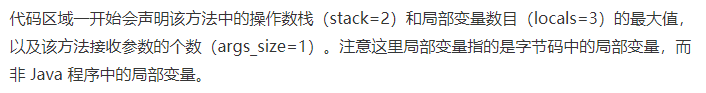 代码区域一开始会声明该方法中的操作数栈（stack=2）和局部变量数目（locals=3）的最大值，
以及该方法接收参数的个数（args_size=1）。注意这里局部变量指的是字节码中的局部变量，而
非 Java 程序中的局部变量。